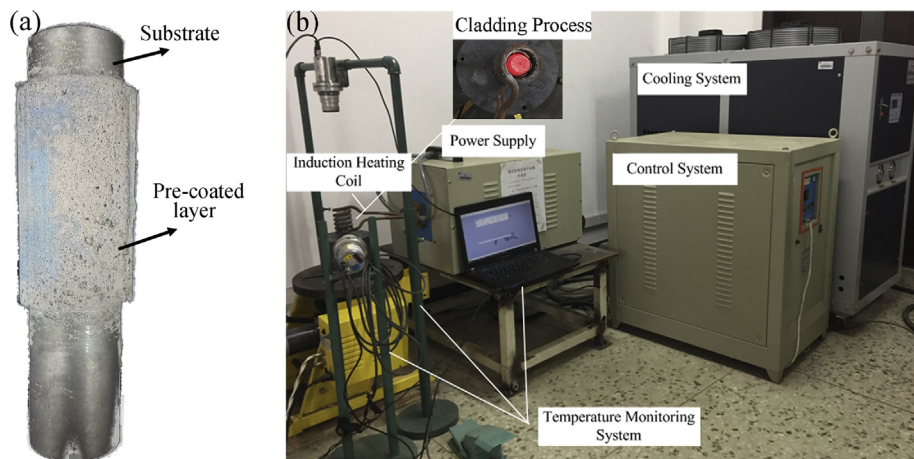 (a)
Substrate
Pre-coated
layer
(b)
Cladding Process
Cooling System
Power Supply
Induction Heating
Coil
Control System
Temperature Monitoring
System